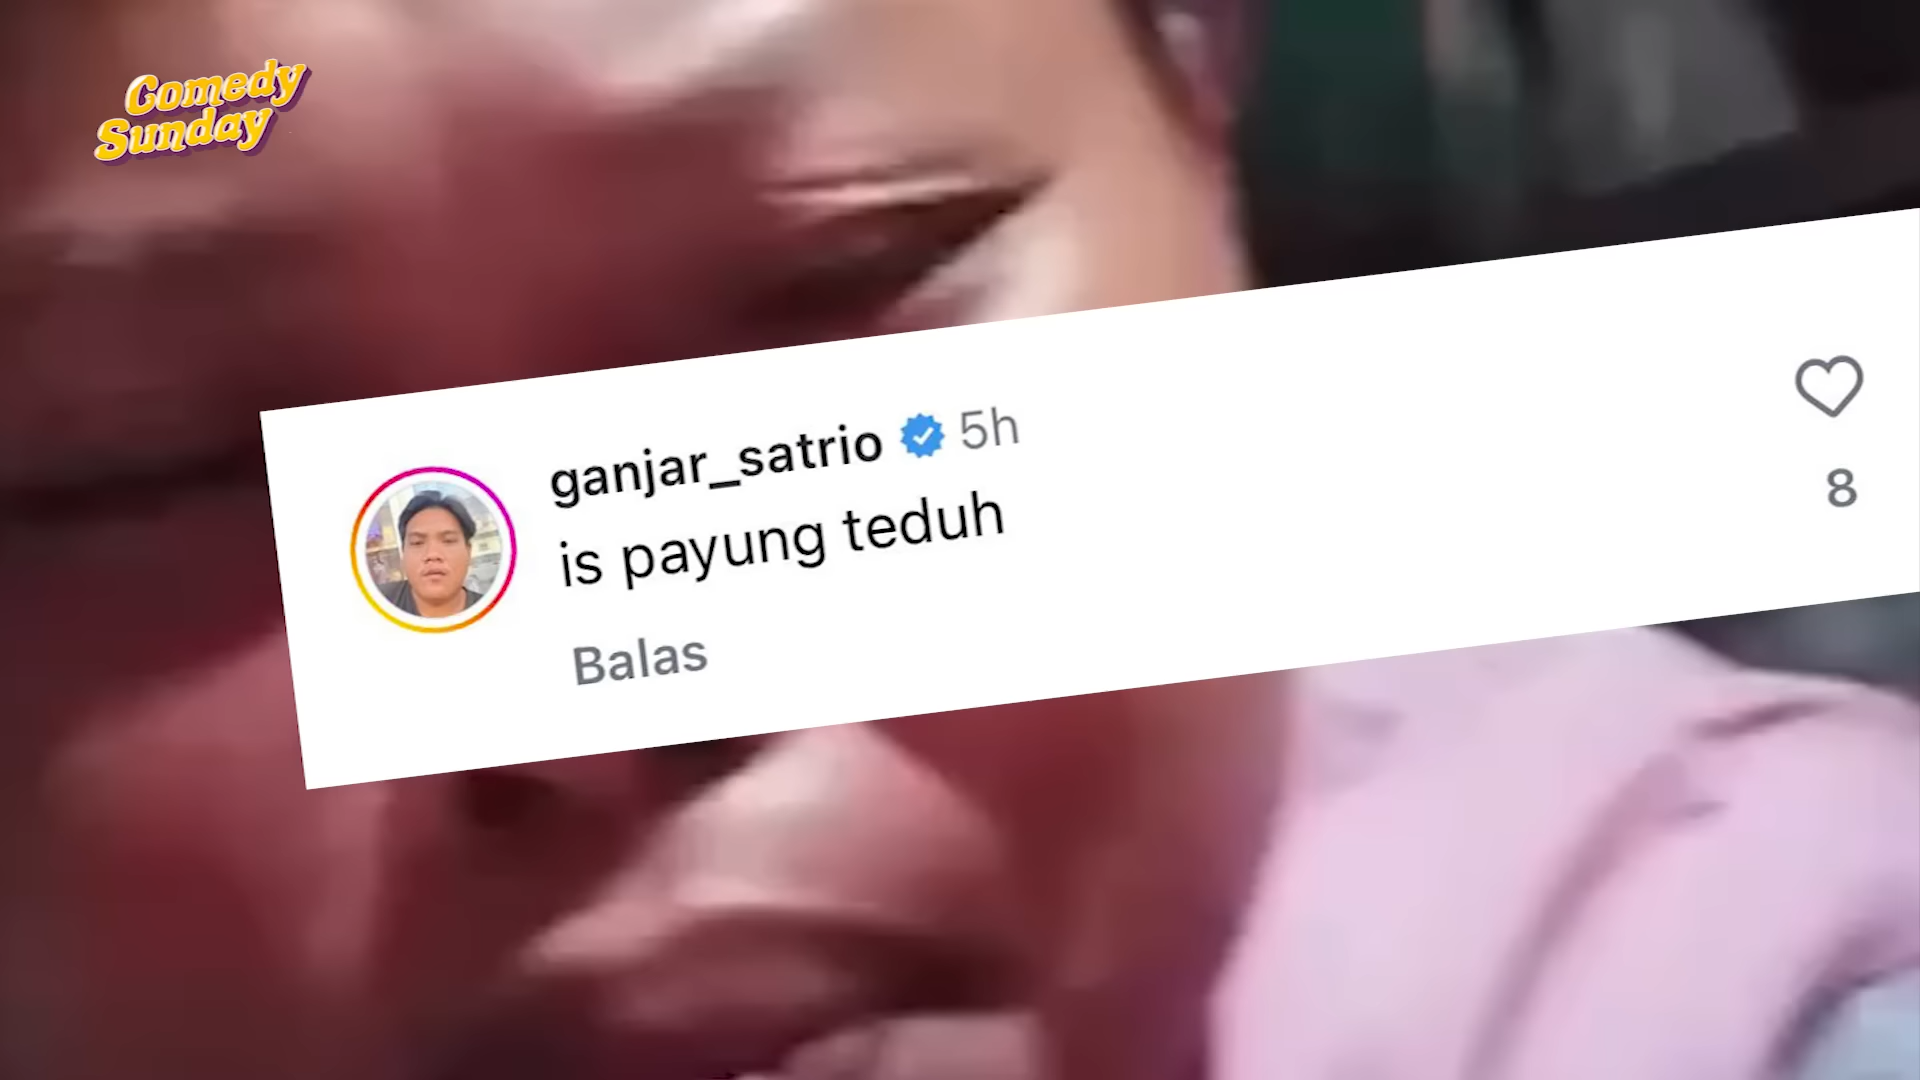 Comedy
Sunday
ganjar_satrio 5h
is payung teduh
8
Balas